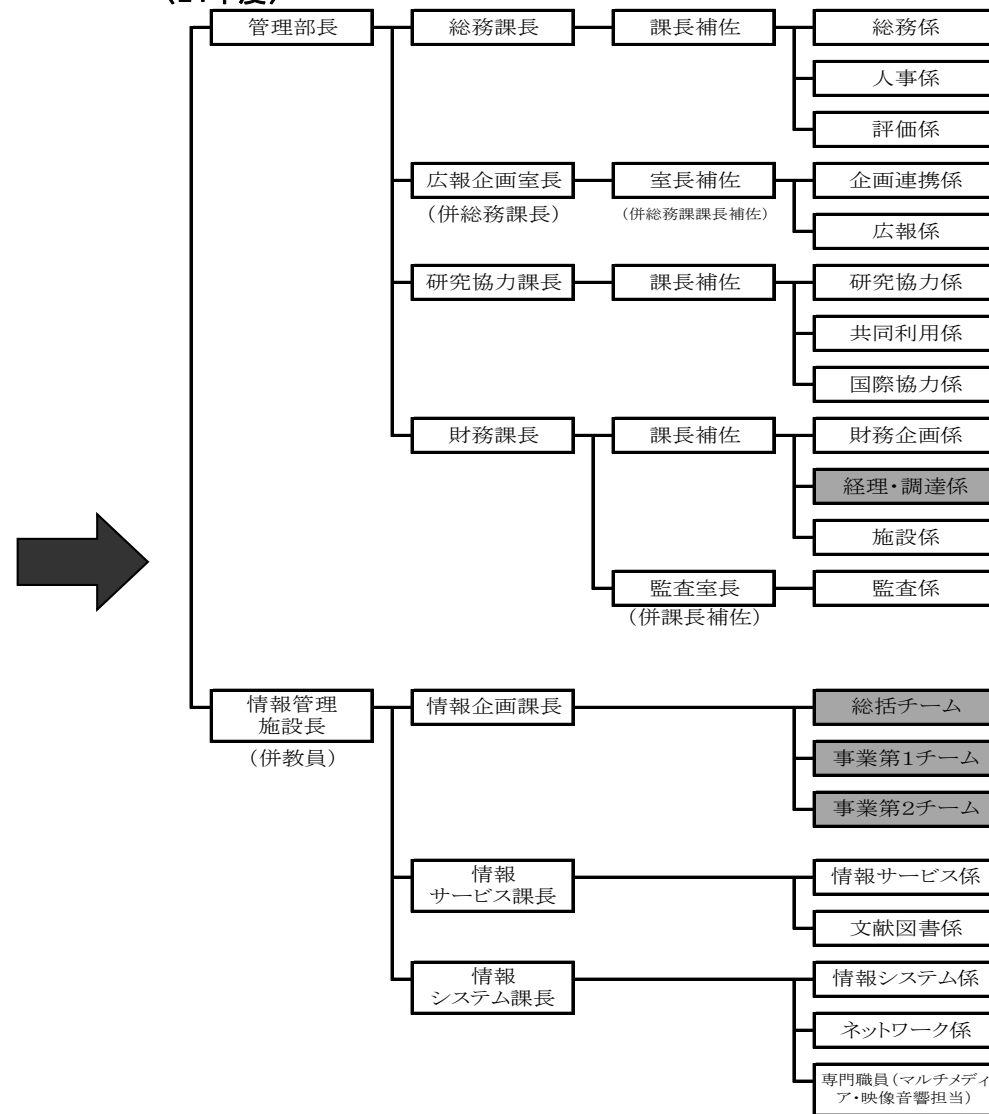 管理部長
総務課長
課長補佐
総務係
人事係
評価係
広報企画室長
(併総務課長)
室長補佐
(併総務課課長補佐)
企画連携係
広報係
研究協力課長
課長補佐
研究協力係
共同利用係
国際協力係
財務課長
課長補佐
財務企画係
経理・調達係
施設係
監査室長
(併課長補佐)
監査係
情報管理
施設長
(併教員)
情報企画課長
総括チーム
事業第1チーム
事業第2チーム
情報
サービス課長
情報サービス係
文献図書係
情報
システム課長
情報システム係
ネットワーク係
専門職員(マルチメディ
ア・映像音響担当)